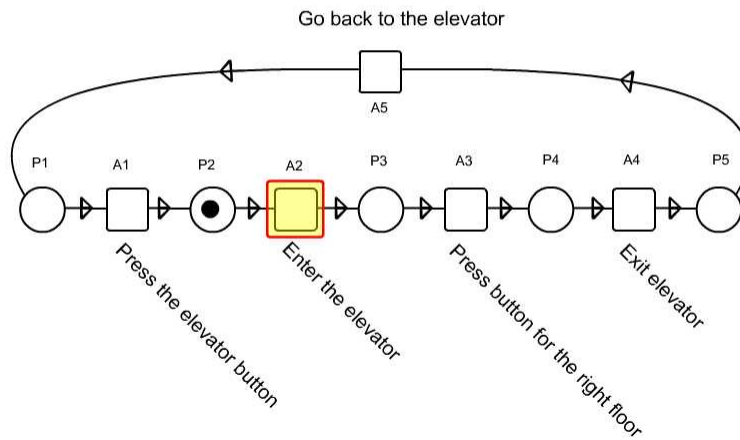 Go back to the elevator
A5
P1
A1
P2
A2
P3
A3
P4
A4
P5
Press the elevator button
Enter the elevator
Press button for the right floor
Exit elevator